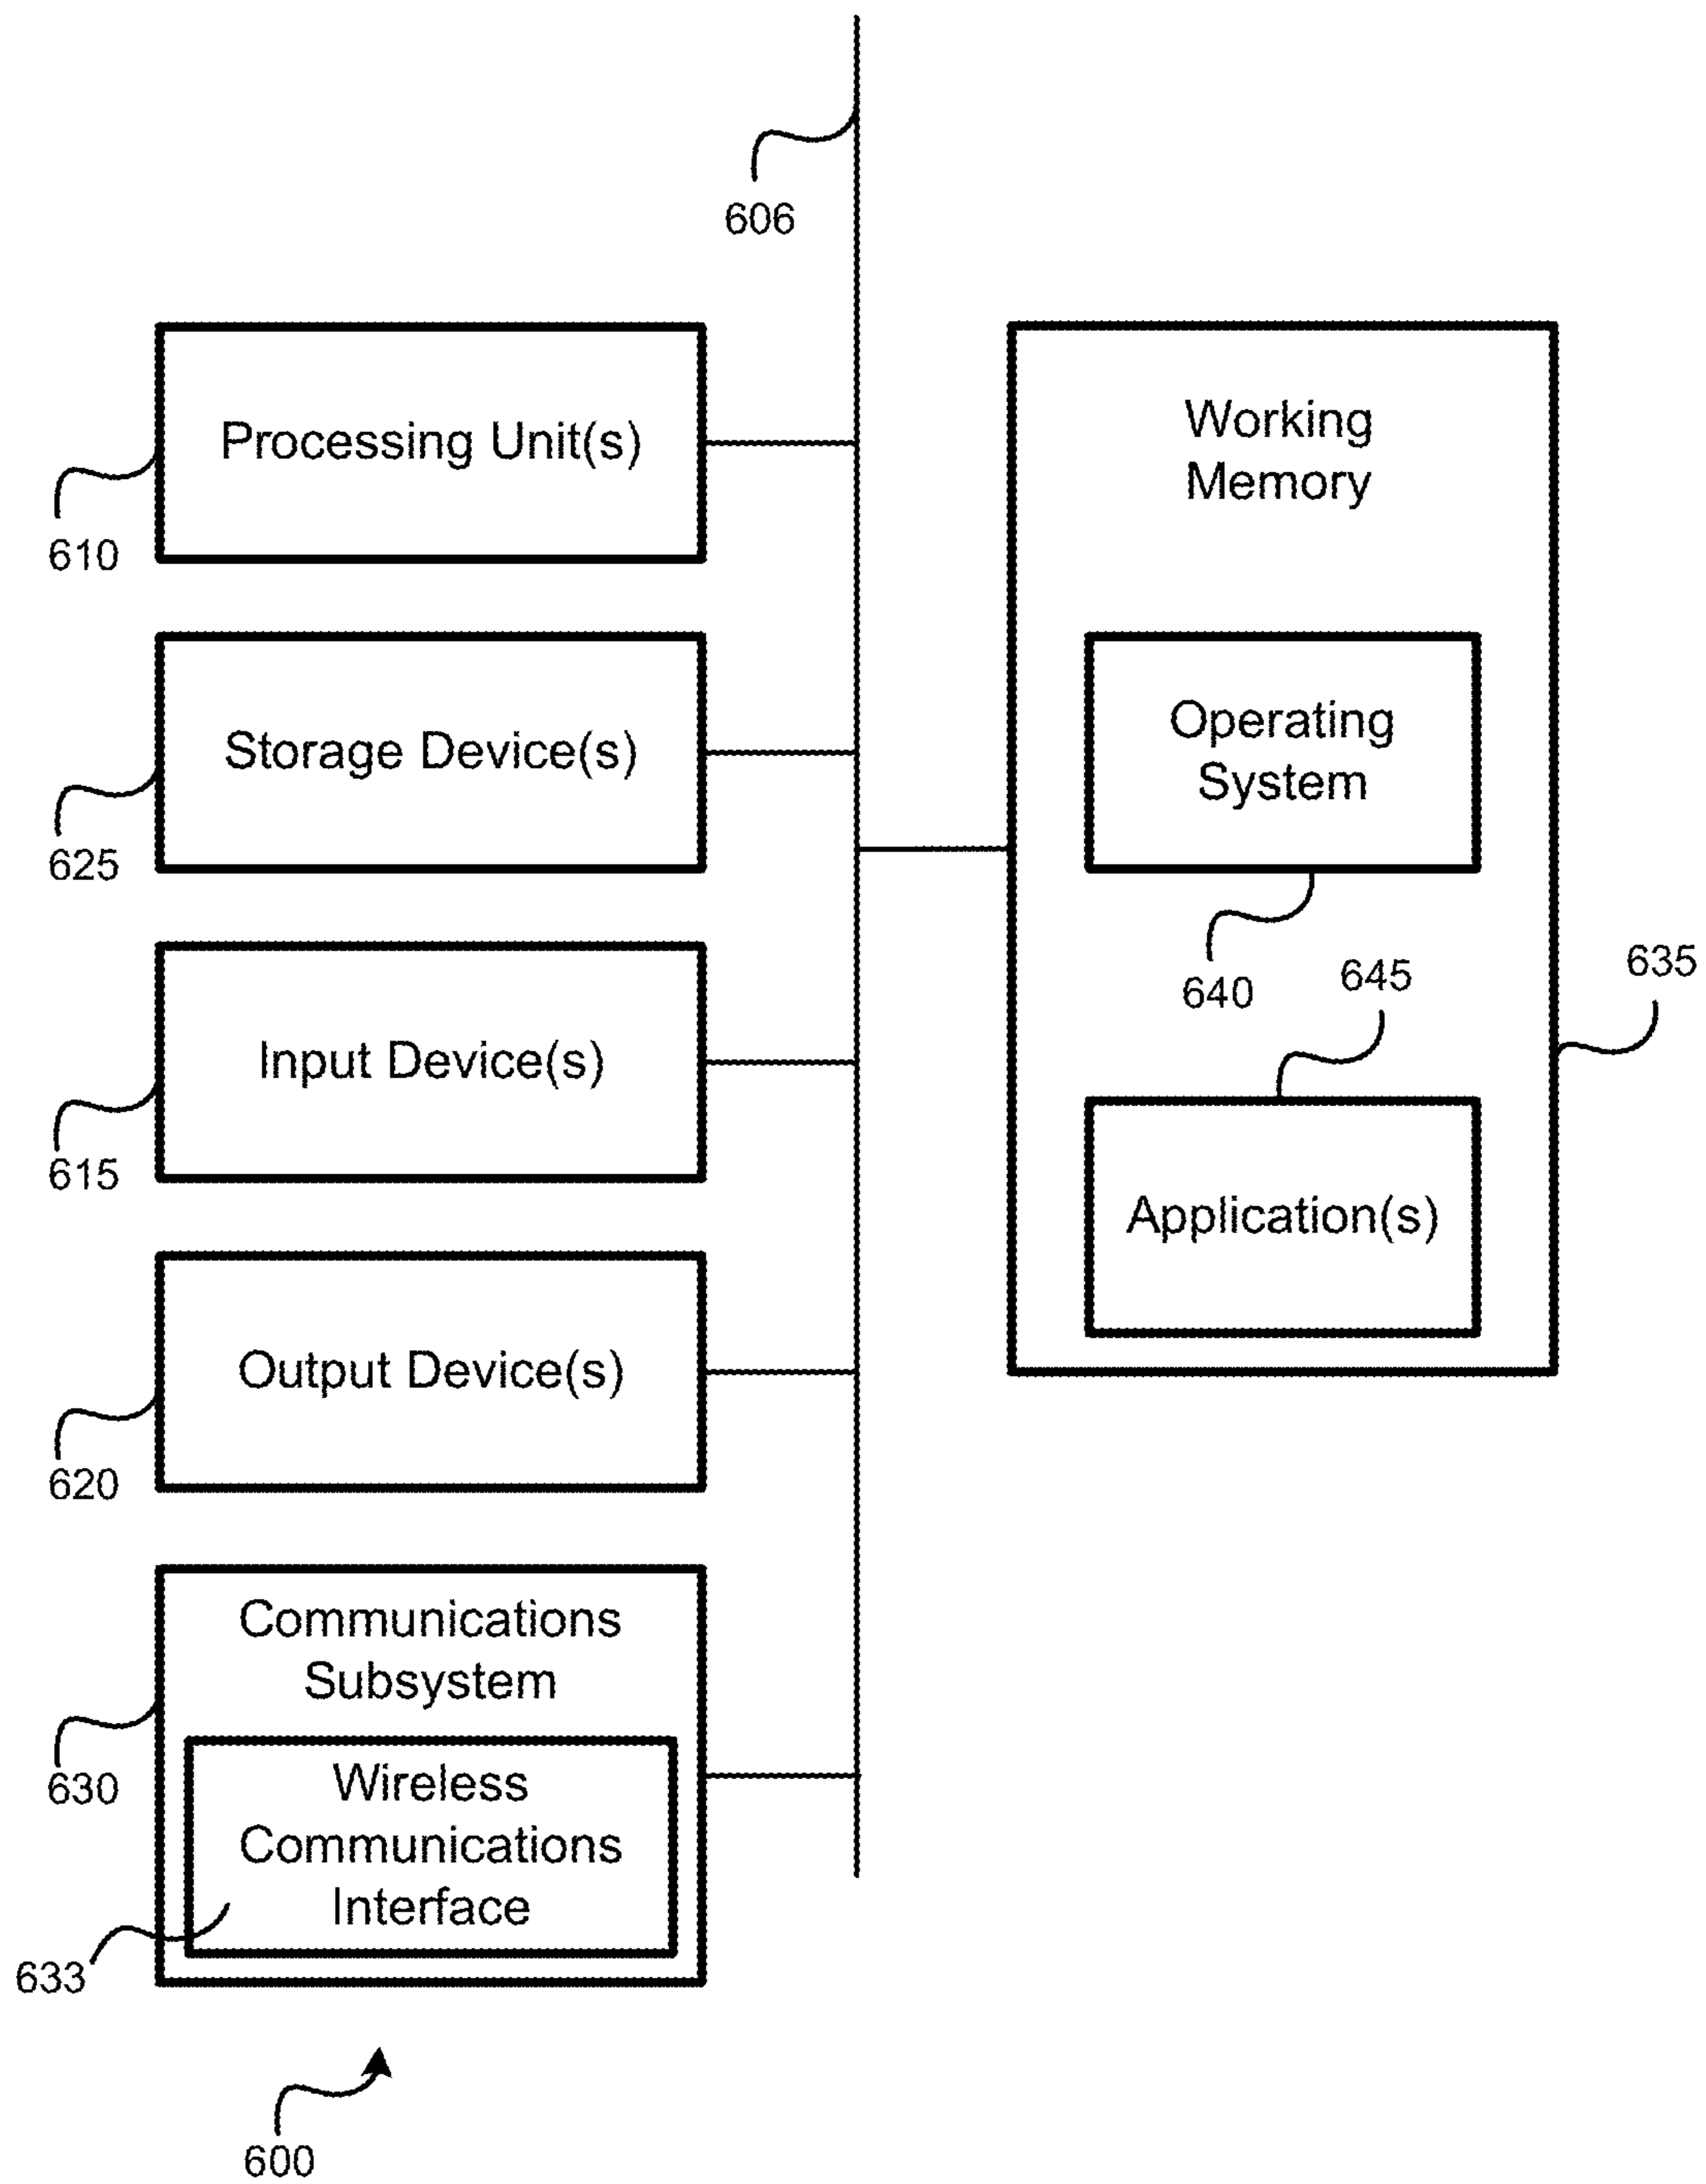 606
Processing Unit(s)
610
Storage Device(s)
625
Input Device(s)
615
Output Device(s)
620
Communications
Subsystem
630
Wireless
Communications
Interface
633
Working
Memory
Operating
System
640
645
635
Application(s)
600